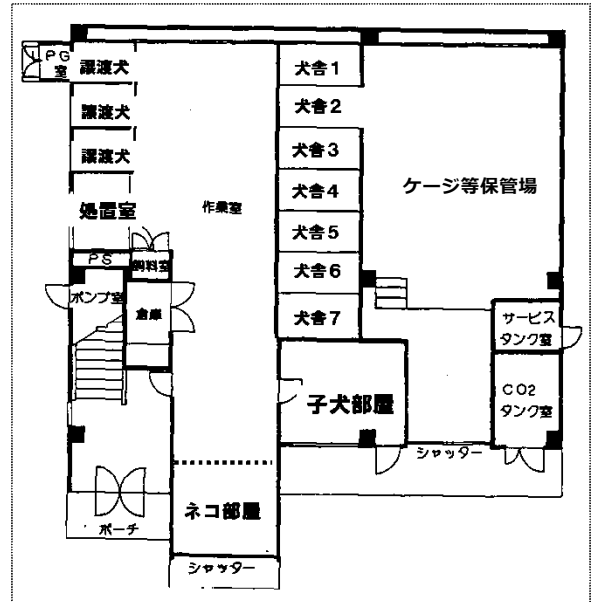 PG
室
譲渡犬
譲渡犬
譲渡犬
処置室
PS
飼料室
ポンプ室
倉庫
作業室
犬舎1
犬舎2
犬舎3
犬舎4
犬舎5
犬舎6
犬舎7
ケージ等保管場
サービス
タンク室
CO2
タンク室
子犬部屋
シャッター
ネコ部屋
ポーチ
シャッター